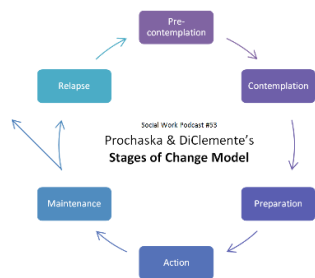 Pre-
contemplation
Relapse
Contemplation
Social Work Podcast #53
Prochaska & DiClemente's
Stages of Change Model
Maintenance
Preparation
Action